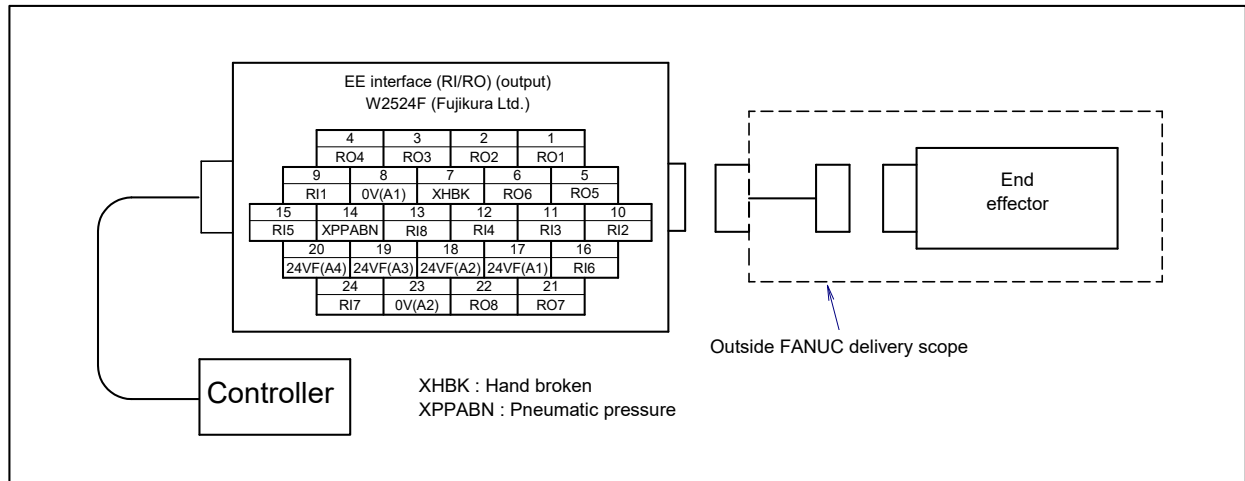 EE interface (RI/RO) (output)
W2524F (Fujikura Ltd.)
4 3 2 1
RO4 RO3 RO2 RO1
9 8 7 6 5
RI1 0V(A1) XHBK RO6 RO5
15 14 13 12 11 10
RI5 XPPABN RI8 RI4 RI3 RI2
20 19 18 17 16
24VF(A4) 24VF(A3) 24VF(A2) 24VF(A1) RI6
24 23 22 21
RI7 0V(A2) RO8 RO7
End
effector
Outside FANUC delivery scope
Controller
XHBK : Hand broken
XPPABN : Pneumatic pressure